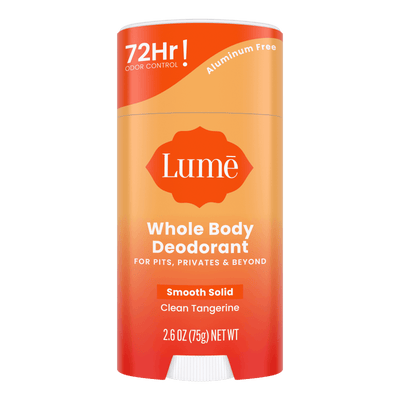 72Hr!
ODOR CONTROL
Aluminum Free
Lumē
Whole Body
Deodorant
FOR PITS, PRIVATES & BEYOND
Smooth Solid
Clean Tangerine
2.6 OZ (75g) NET WT